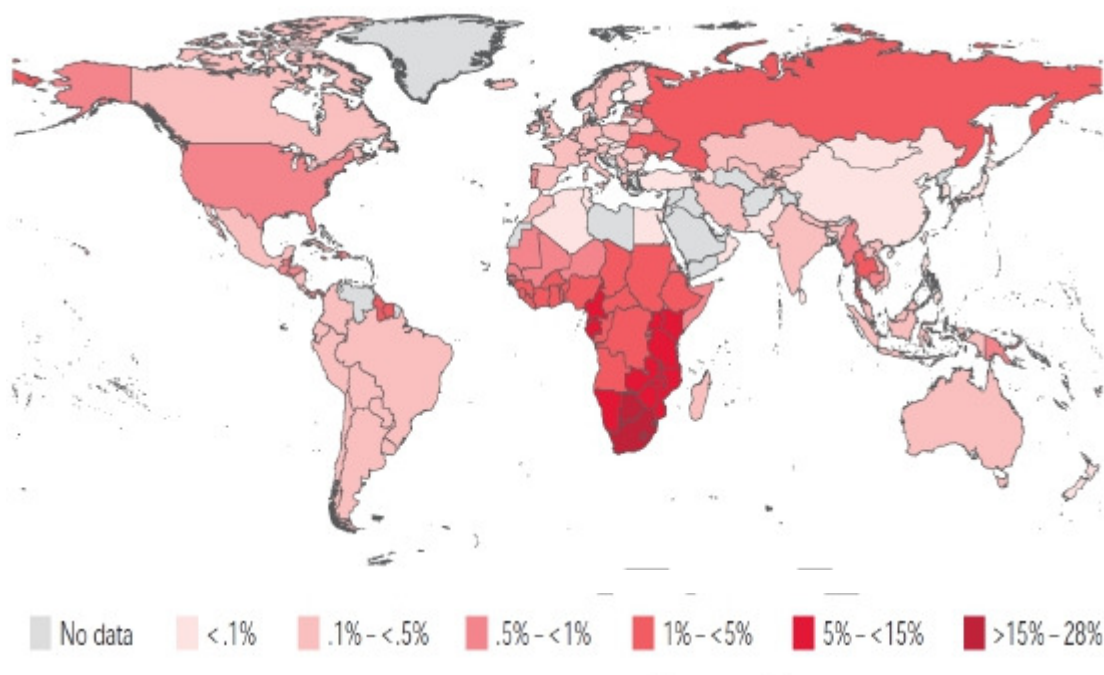 No data <.1% .1% – <.5% .5% – <1% 1% – <5% 5% – <15% >15% – 28%